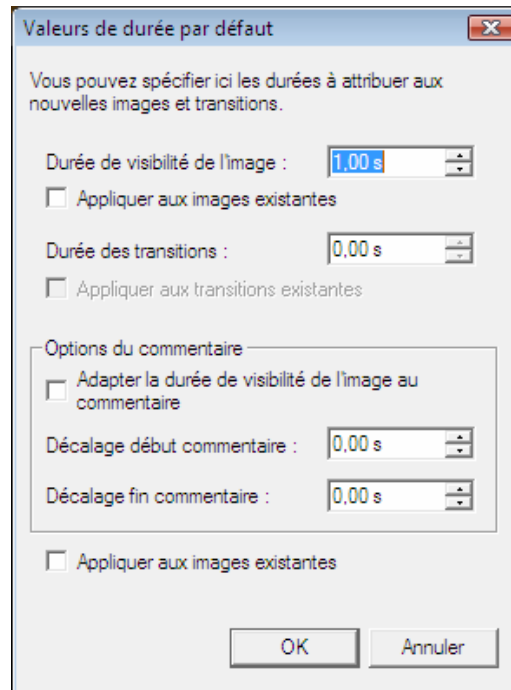 Valeurs de durée par défaut
Vous pouvez spécifier ici les durées à attribuer aux
nouvelles images et transitions.
Durée de visibilité de l'image : 1,00 s
Appliquer aux images existantes
Durée des transitions : 0,00 s
Appliquer aux transitions existantes
Options du commentaire
Adapter la durée de visibilité de l'image au
commentaire
Décalage début commentaire : 0,00 s
Décalage fin commentaire : 0,00 s
Appliquer aux images existantes
OK Annuler